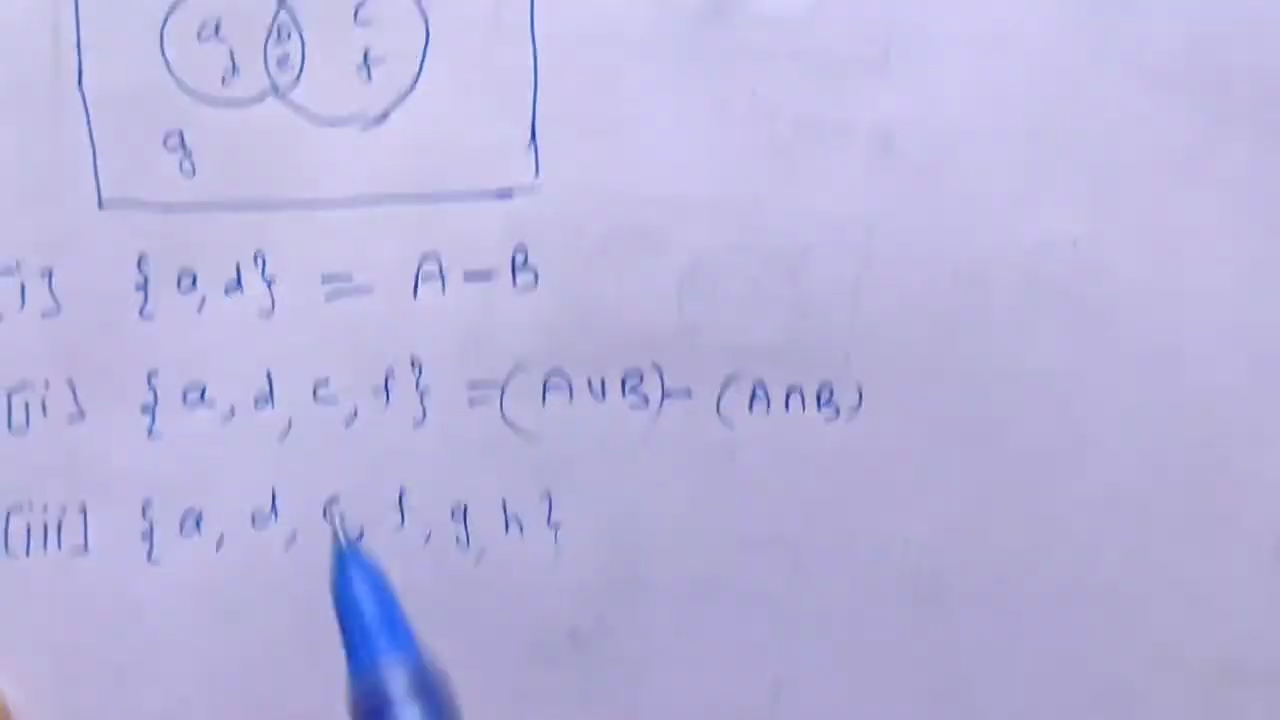 a b c
d e f
g
[i] {a, d} = A - B
[ii] {a, d, c, f} = (A∪B) - (A∩B)
[iii] {a, d, c, f, g, h}